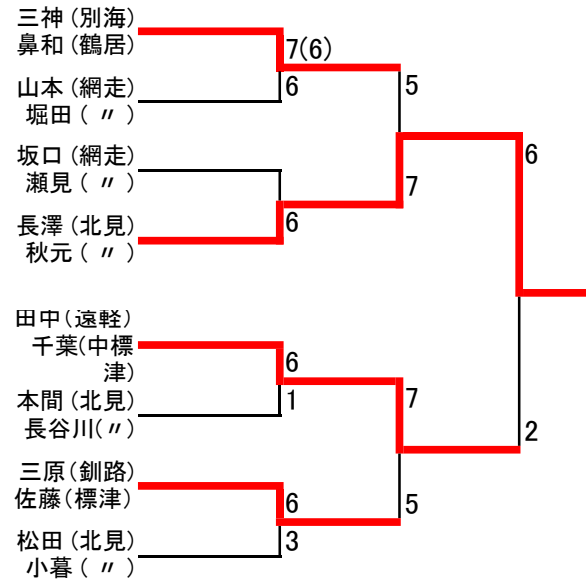 三神（別海）
鼻和（鶴居）
7(6)
6
山本（網走）
堀田（ 〃 ）
5
坂口（網走）
瀬見（ 〃 ）
6
7
長澤（北見）
秋元（ 〃 ）
6
田中（遠軽）
千葉(中標
津)
6
7
本間（北見）
長谷川(〃)
1
2
三原（釧路）
佐藤（標津）
6
5
松田（北見）
小暮（ 〃 ）
3